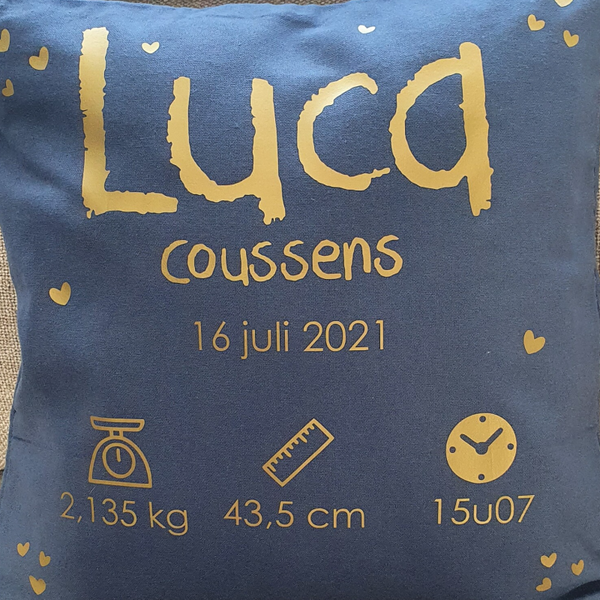 Luca
coussens
16 juli 2021
2,135 kg 43,5 cm 15u07